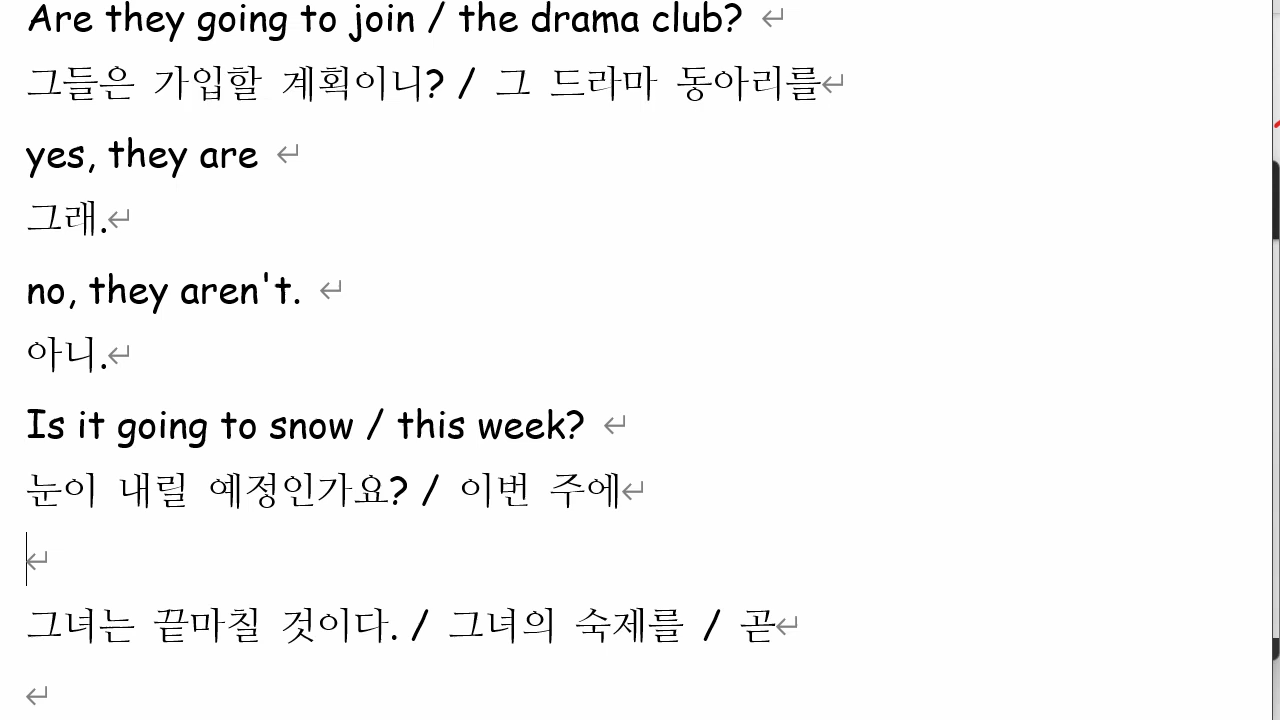 Are they going to join / the drama club?
그들은 가입할 계획이니? / 그 드라마 동아리를
yes, they are
그래.
no, they aren't.
아니.
Is it going to snow / this week?
눈이 내릴 예정인가요? / 이번 주에
그녀는 끝마칠 것이다. / 그녀의 숙제를 / 곧